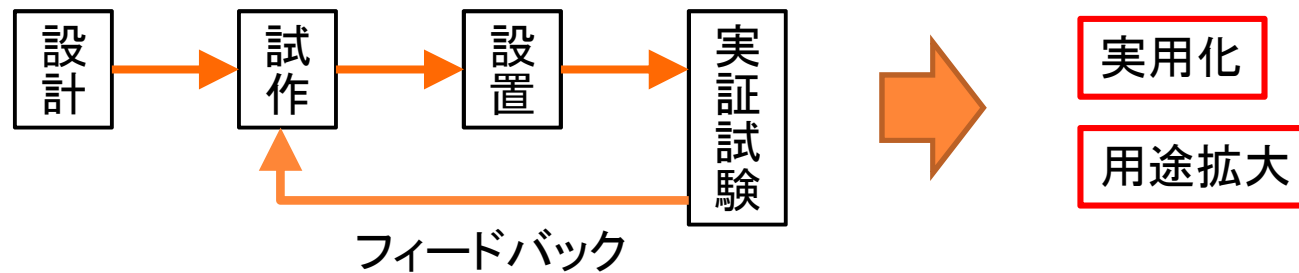 設計
試作
設置
実証試験
フィードバック
実用化
用途拡大